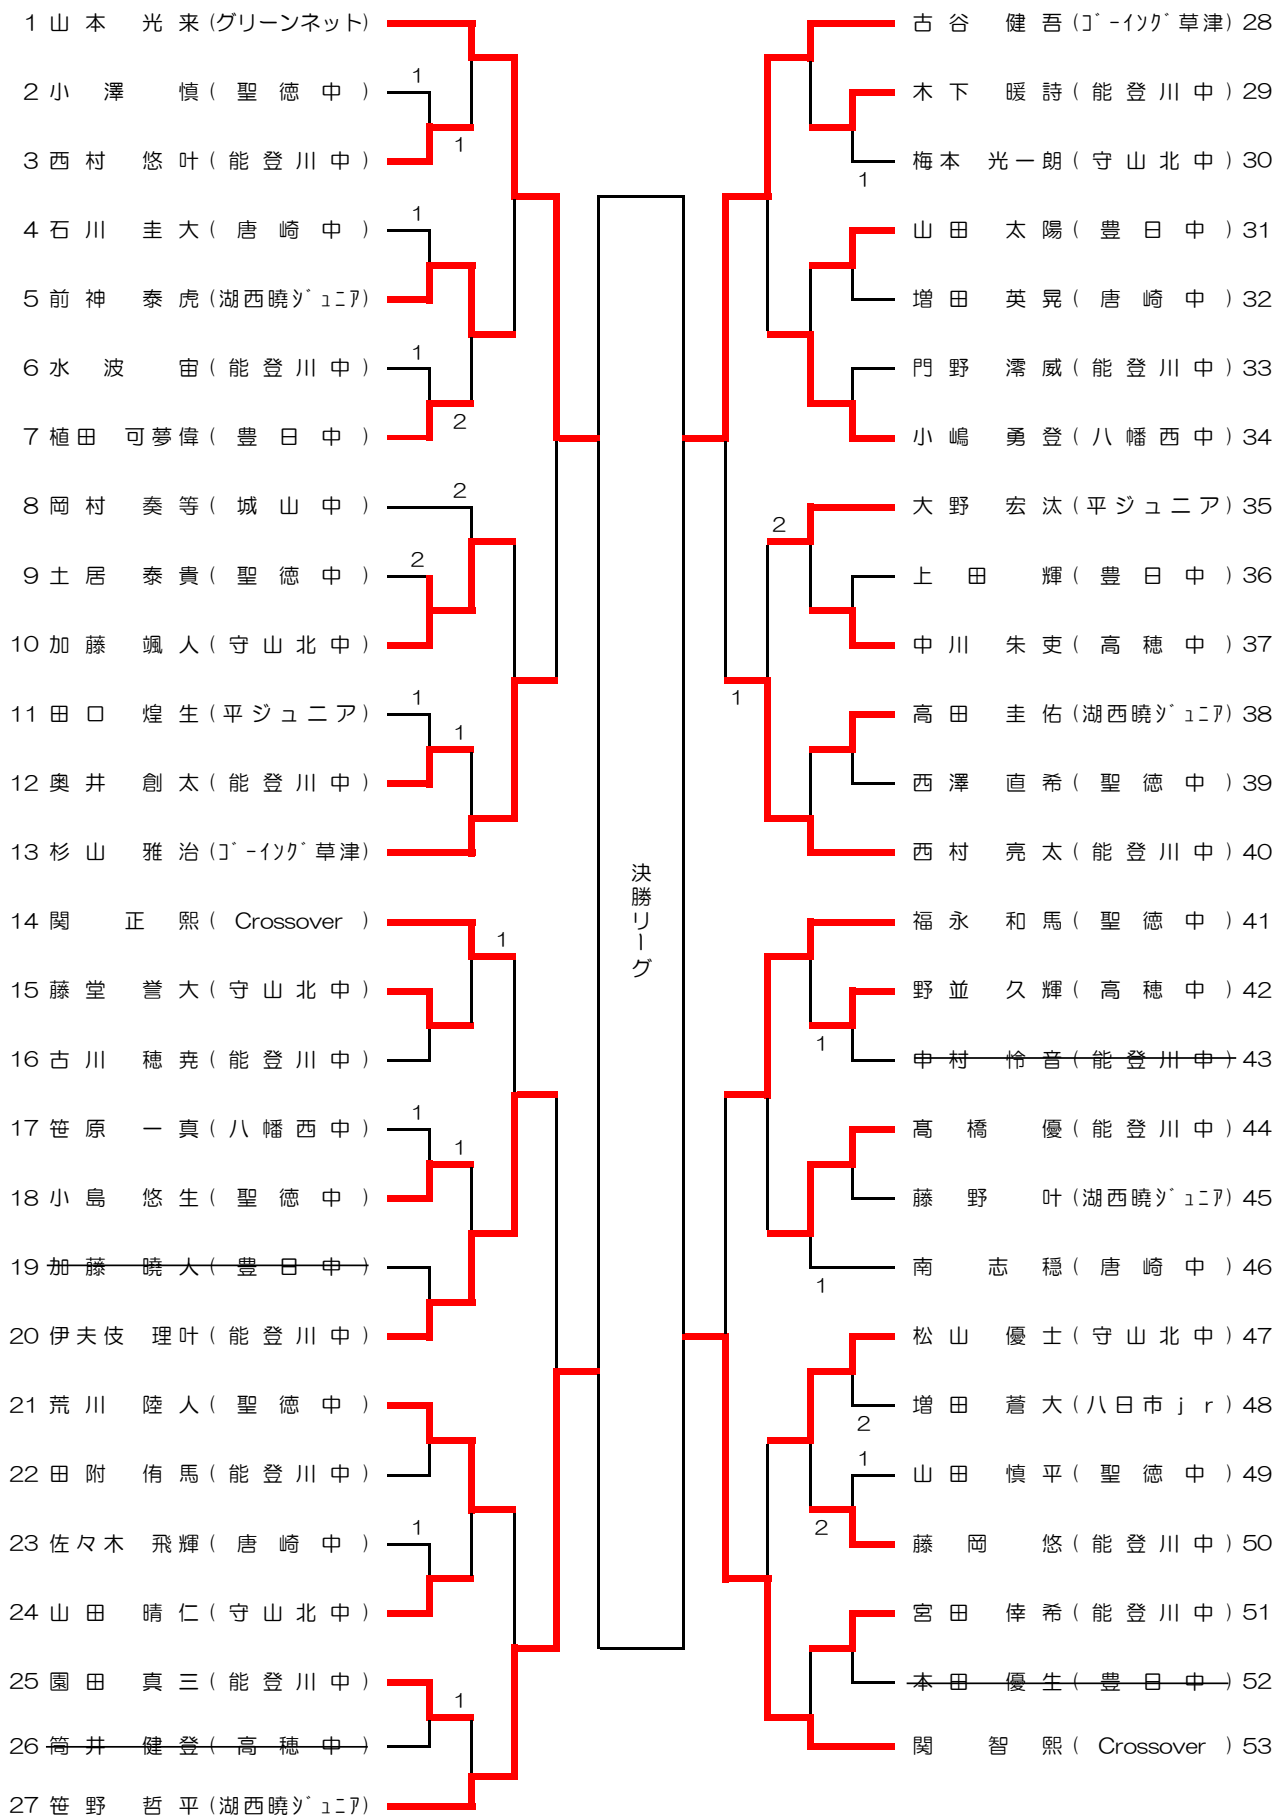 1 山本 光来 (グリーンネット)
1
2 小澤 慎 (聖徳中)
1
3 西村 悠叶 (能登川中)
1
4 石川 圭大 (唐崎中)
5 前神 泰虎 (湖西暁ｼﾞｭﾆｱ)
1
6 水波 宙 (能登川中)
2
7 植田 可夢偉 (豊日中)
2
8 岡村 奏等 (城山中)
2
9 土居 泰貴 (聖徳中)
10 加藤 颯人 (守山北中)
1
11 田口 煌生 (平ジュニア)
1
12 奥井 創太 (能登川中)
13 杉山 雅治 (ｺﾞｰｲﾝｸﾞ草津)
14 関 正熙 (Crossover)
1
15 藤堂 誉大 (守山北中)
16 古川 穂尭 (能登川中)
1
17 笹原 一真 (八幡西中)
1
18 小島 悠生 (聖徳中)
19 加藤 暁人 (豊日中)
20 伊夫伎 理叶 (能登川中)
21 荒川 陸人 (聖徳中)
22 田附 侑馬 (能登川中)
1
23 佐々木 飛輝 (唐崎中)
24 山田 晴仁 (守山北中)
25 園田 真三 (能登川中)
1
26 筒井 健登 (高穂中)
27 笹野 哲平 (湖西暁ｼﾞｭﾆｱ)
決勝リーグ
古谷 健吾 (ｺﾞｰｲﾝｸﾞ草津) 28
木下 暖詩 (能登川中) 29
梅本 光一朗 (守山北中) 30
1
山田 太陽 (豊日中) 31
増田 英晃 (唐崎中) 32
門野 澪威 (能登川中) 33
小嶋 勇登 (八幡西中) 34
大野 宏汰 (平ジュニア) 35
2
上田 輝 (豊日中) 36
中川 朱吏 (高穂中) 37
1
高田 圭佑 (湖西暁ｼﾞｭﾆｱ) 38
西澤 直希 (聖徳中) 39
西村 亮太 (能登川中) 40
福永 和馬 (聖徳中) 41
野並 久輝 (高穂中) 42
1
中村 怜音 (能登川中) 43
髙橋 優 (能登川中) 44
藤野 叶 (湖西暁ｼﾞｭﾆｱ) 45
南 志穏 (唐崎中) 46
1
松山 優士 (守山北中) 47
増田 蒼大 (八日市ｊｒ) 48
2
1
山田 慎平 (聖徳中) 49
2
藤岡 悠 (能登川中) 50
宮田 倖希 (能登川中) 51
本田 優生 (豊日中) 52
関 智熙 (Crossover) 53